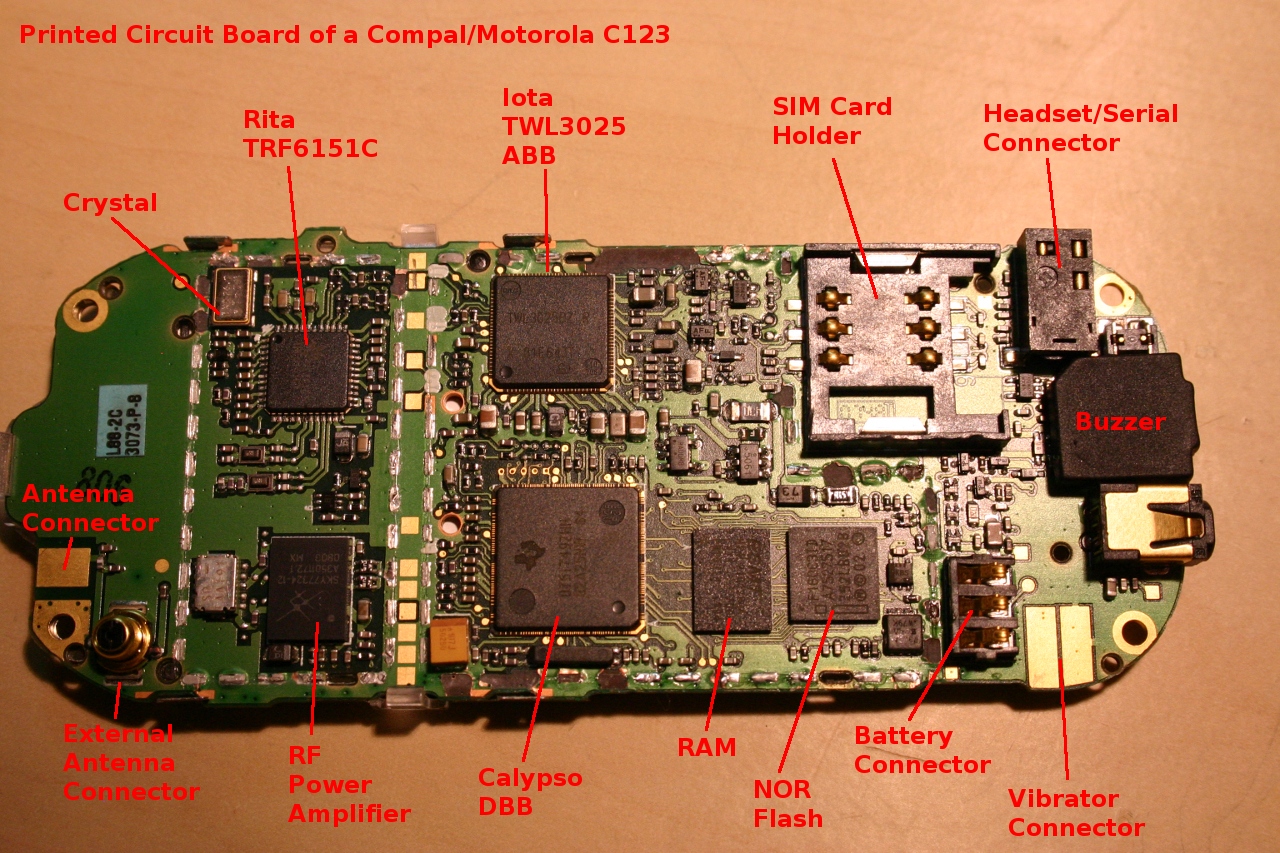 Printed Circuit Board of a Compal/Motorola C123
Iota
TWL3025
ABB
SIM Card
Holder
Headset/Serial
Connector
Rita
TRF6151C
Crystal
Buzzer
L88-2C
3073-P-8
Antenna
Connector
External
Antenna
Connector
RF
Power
Amplifier
Calypso
DBB
RAM
NOR
Flash
Battery
Connector
Vibrator
Connector